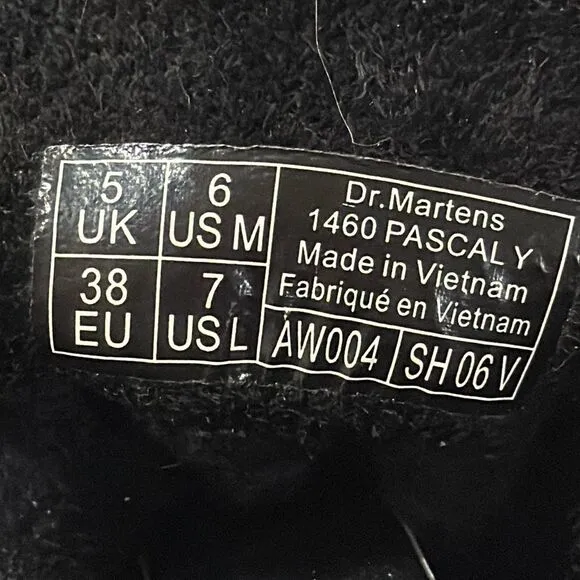 5
UK
6
US M
38
EU
7
US L
Dr.Martens
1460 PASCAL Y
Made in Vietnam
Fabriqué en Vietnam
AW004
SH 06 V